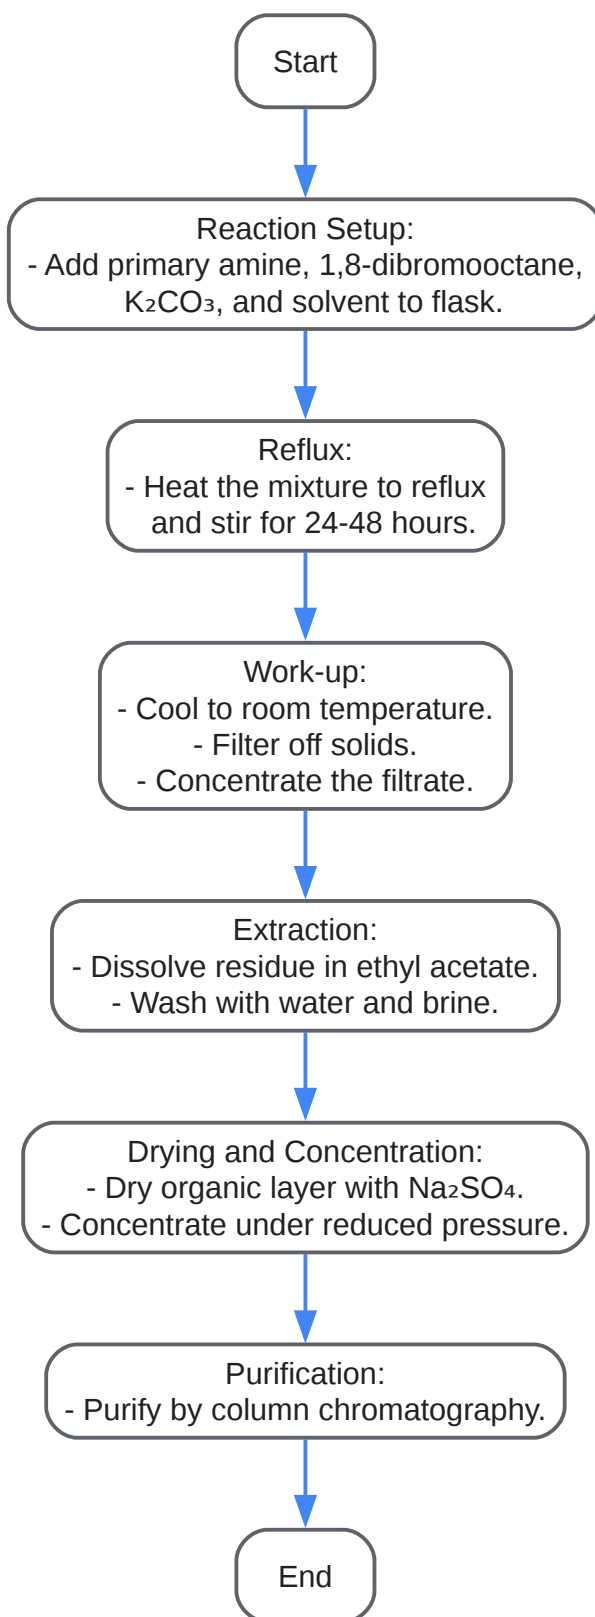 Start
Reaction Setup:
- Add primary amine, 1,8-dibromooctane,
K₂CO₃, and solvent to flask.
Reflux:
- Heat the mixture to reflux
and stir for 24-48 hours.
Work-up:
- Cool to room temperature.
- Filter off solids.
- Concentrate the filtrate.
Extraction:
- Dissolve residue in ethyl acetate.
- Wash with water and brine.
Drying and Concentration:
- Dry organic layer with Na₂SO₄.
- Concentrate under reduced pressure.
Purification:
- Purify by column chromatography.
End